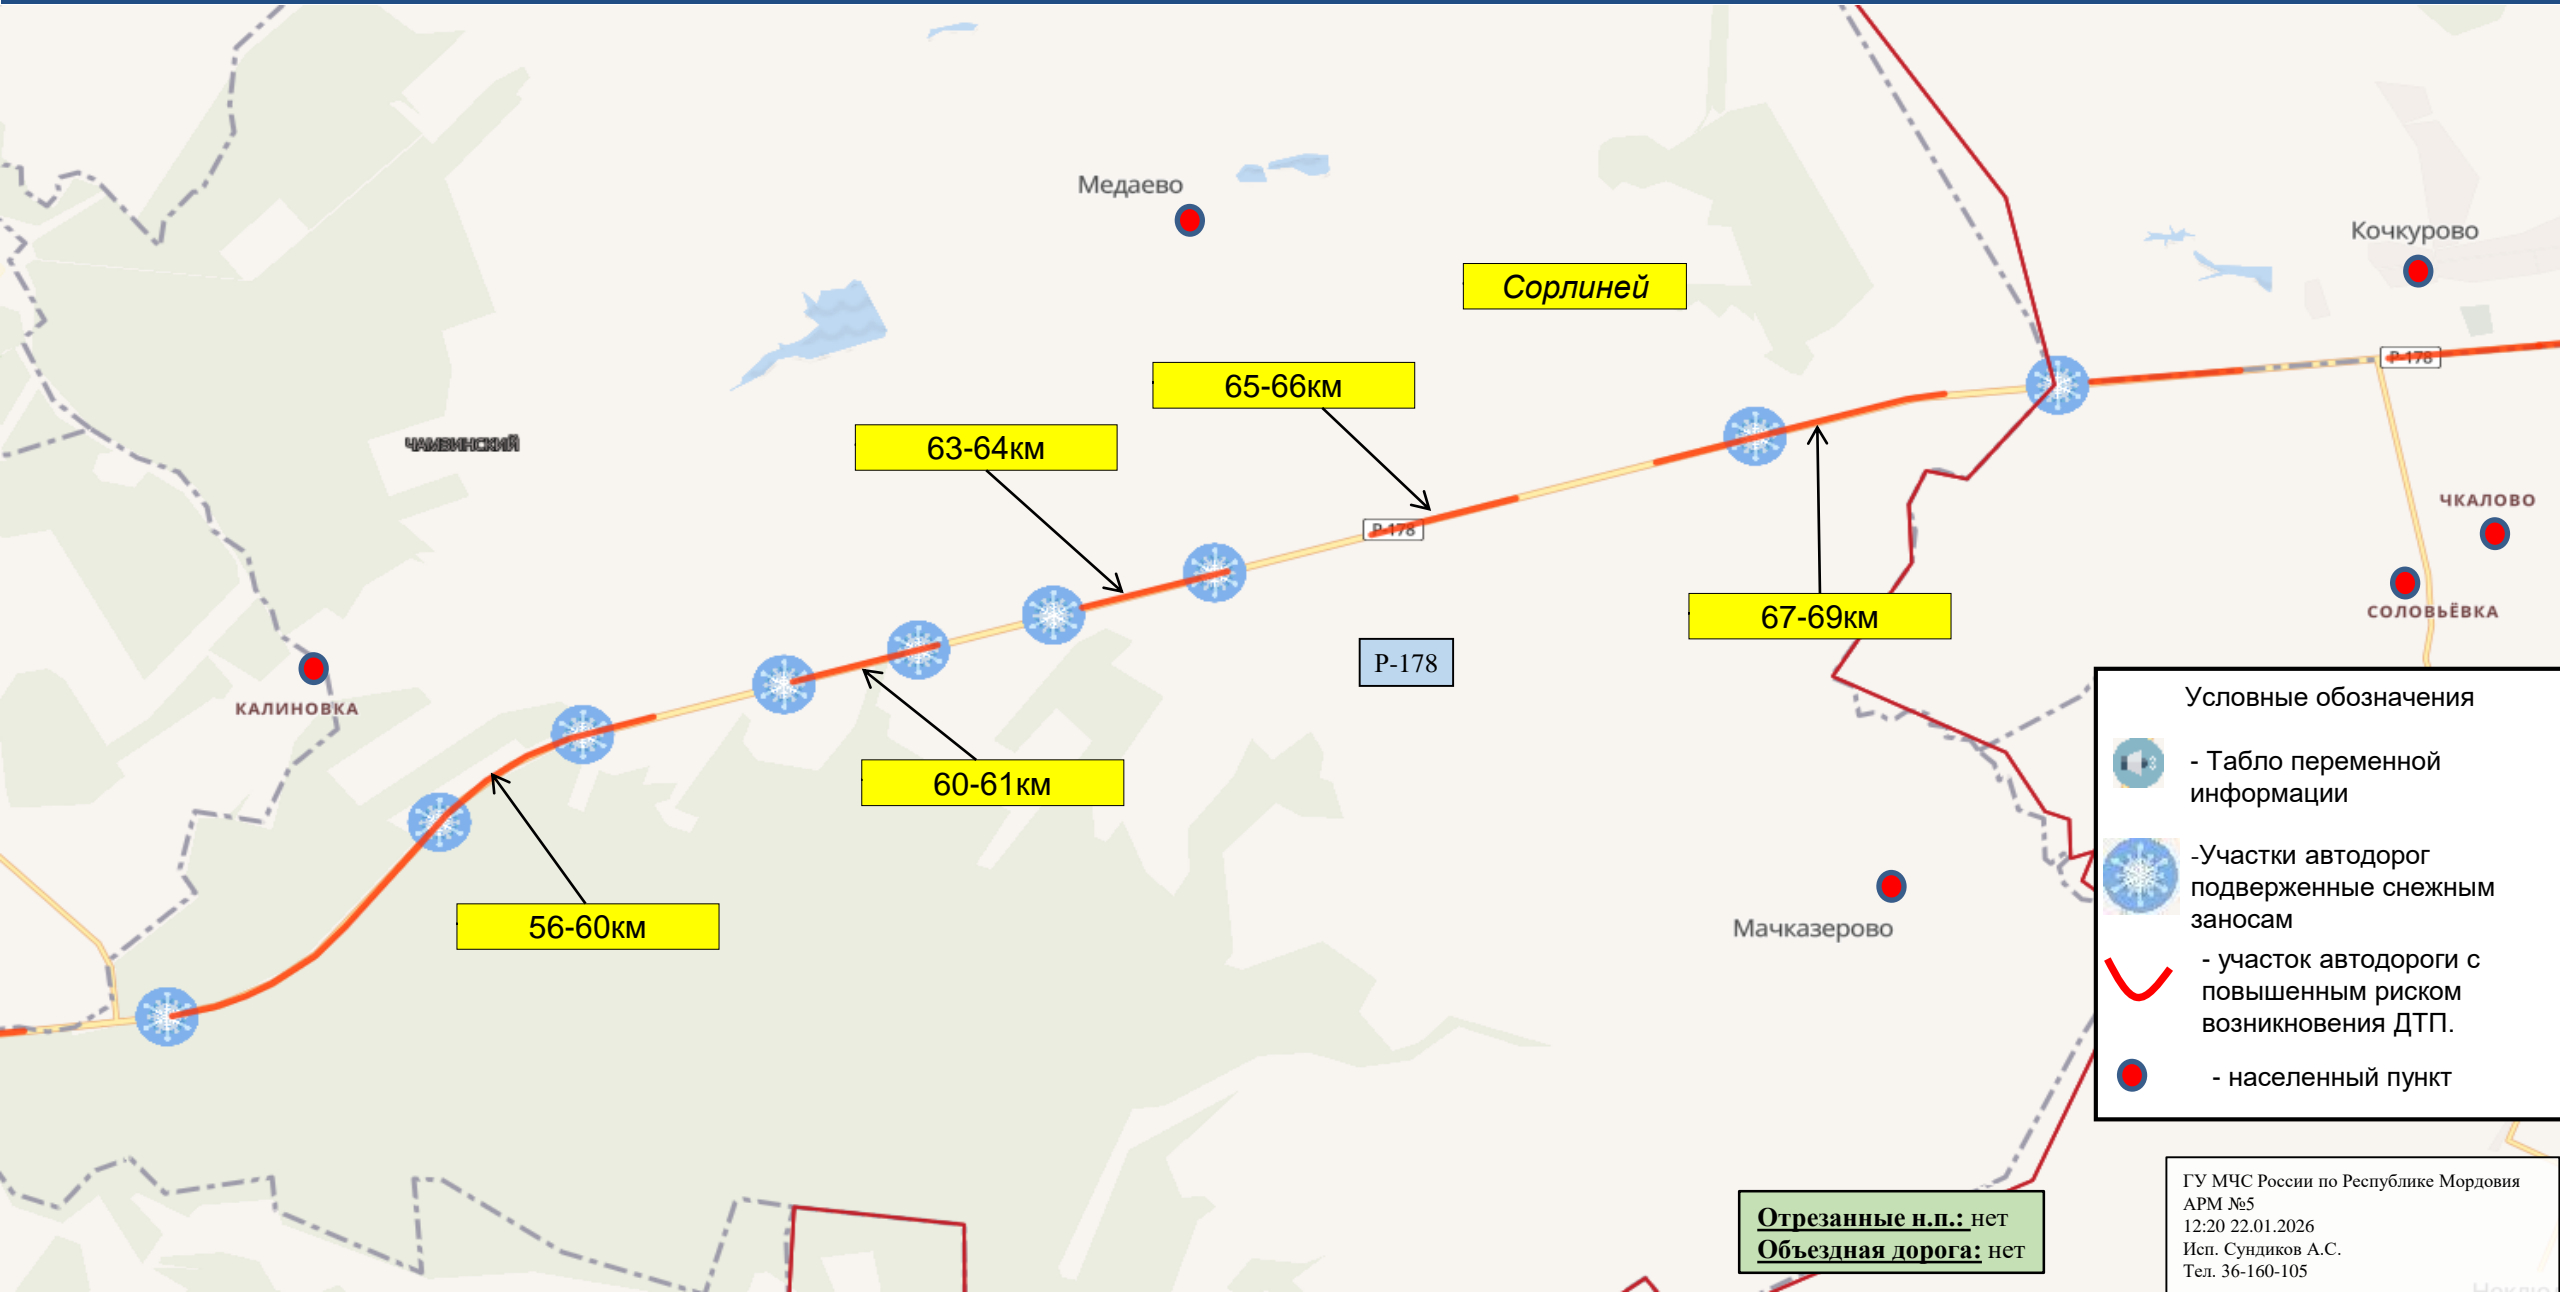 Медаево
Кочкурово
Сорлиней
Р-178
65-66км
63-64км
ЧАМЗИНСКИЙ
ЧКАЛОВО
Р-178
СОЛОВЬЁВКА
67-69км
Р-178
КАЛИНОВКА
60-61км
56-60км
Мачказерово
Условные обозначения
- Табло переменной
информации
-Участки автодорог
подверженные снежным
заносам
- участок автодороги с
повышенным риском
возникновения ДТП.
- населенный пункт
Отрезанные н.п.: нет
Объездная дорога: нет
ГУ МЧС России по Республике Мордовия
АРМ №5
12:20 22.01.2026
Исп. Сундиков А.С.
Тел. 36-160-105